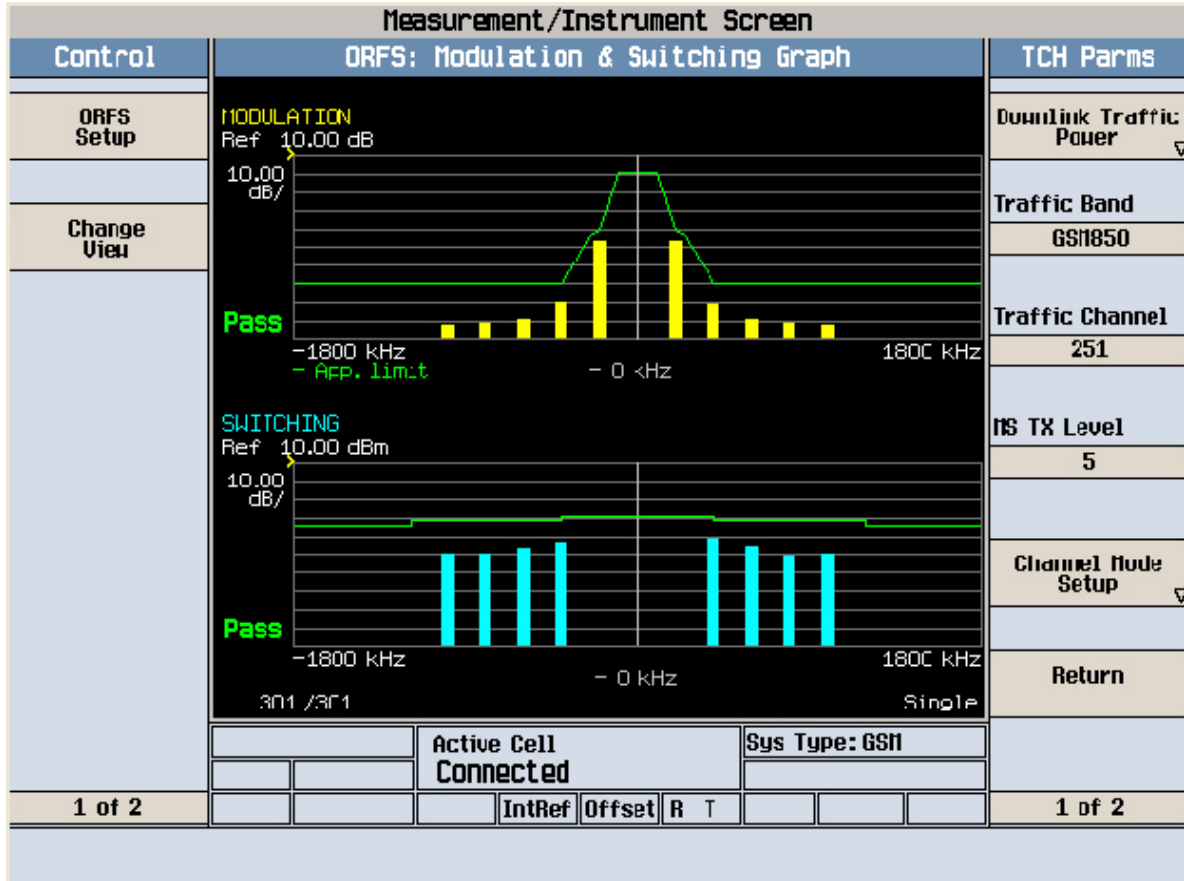 Measurement/Instrument Screen
Control
ORFS: Modulation & Switching Graph
TCH Parms
ORFS
Setup
Change
View
1 of 2
MODULATION
Ref 10.00 dB
10.00
dB/
Pass
-1800 kHz
1800 kHz
- App. limit
- 0 kHz
SWITCHING
Ref 10.00 dBm
10.00
dB/
Pass
-1800 kHz
1800 kHz
- 0 kHz
301 /301
Single
Active Cell
Connected
Sys Type: GSM
IntRef
Offset
R T
Downlink Traffic
Power
Traffic Band
GSM850
Traffic Channel
251
MS TX Level
5
Channel Mode
Setup
Return
1 of 2